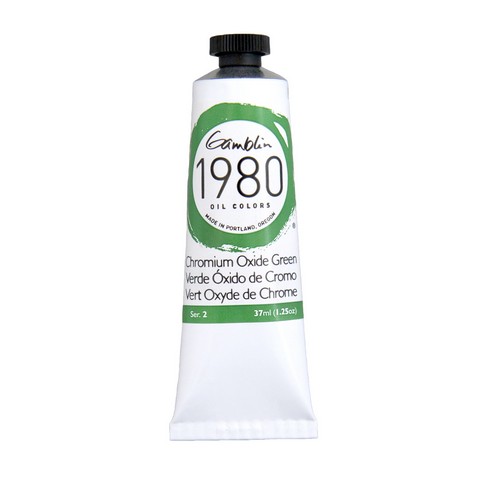 Gamblin
1980
OIL COLORS
MADE IN PORTLAND, OREGON
Chromium Oxide Green
Verde Óxido de Cromo
Vert Oxyde de Chrome
Ser. 2 37ml (1.25oz)